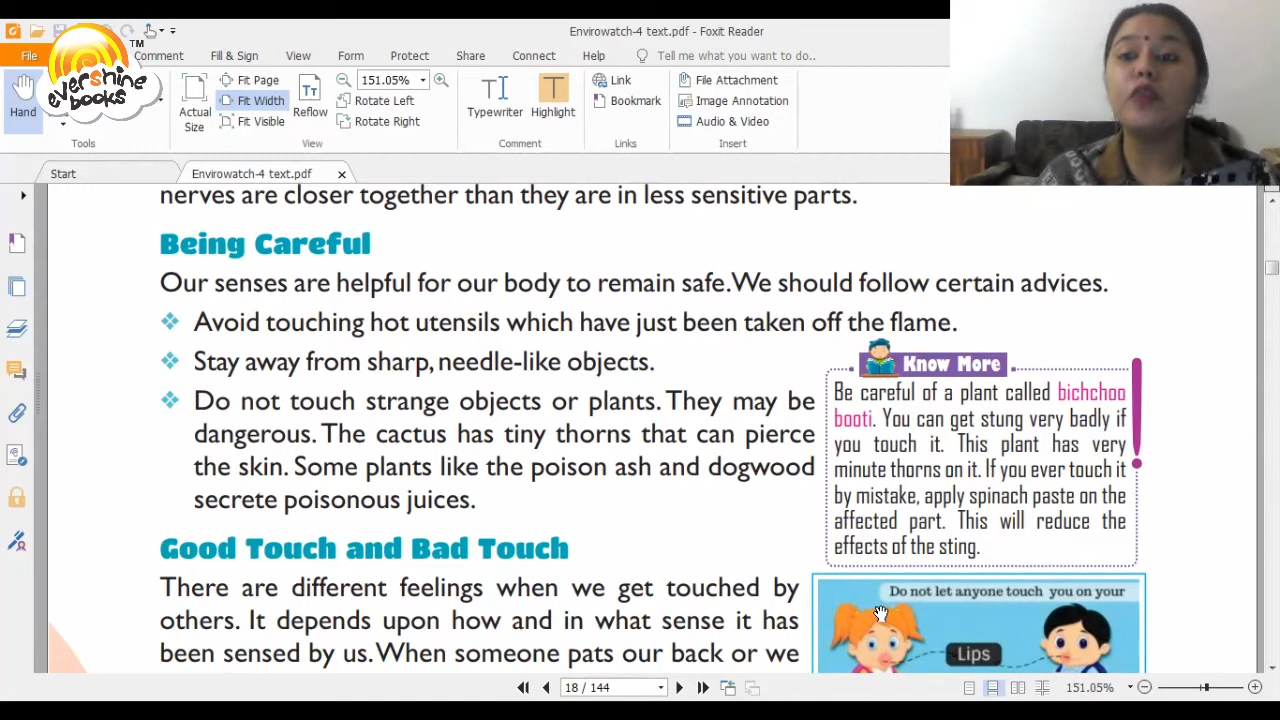 Envirowatch-4 text.pdf - Foxit Reader
File
Comment
Fill & Sign
View
Form
Protect
Share
Connect
Help
Tell me what you want to do..
evershine
books
TM
Hand
Actual
Size
Fit Page
Fit Width
Fit Visible
Reflow
151.05%
Rotate Left
Rotate Right
Typewriter
Highlight
Link
Bookmark
File Attachment
Image Annotation
Audio & Video
Tools
View
Comment
Links
Insert
Start
Envirowatch-4 text.pdf
nerves are closer together than they are in less sensitive parts.
Being Careful
Our senses are helpful for our body to remain safe. We should follow certain advices.
Avoid touching hot utensils which have just been taken off the flame.
Stay away from sharp, needle-like objects.
Do not touch strange objects or plants. They may be
dangerous. The cactus has tiny thorns that can pierce
the skin. Some plants like the poison ash and dogwood
secrete poisonous juices.
Know More
Be careful of a plant called bichchoo
booti. You can get stung very badly if
you touch it. This plant has very
minute thorns on it. If you ever touch it
by mistake, apply spinach paste on the
affected part. This will reduce the
effects of the sting.
Good Touch and Bad Touch
There are different feelings when we get touched by
others. It depends upon how and in what sense it has
been sensed by us. When someone pats our back or we
Do not let anyone touch you on your
Lips
18 / 144
151.05%